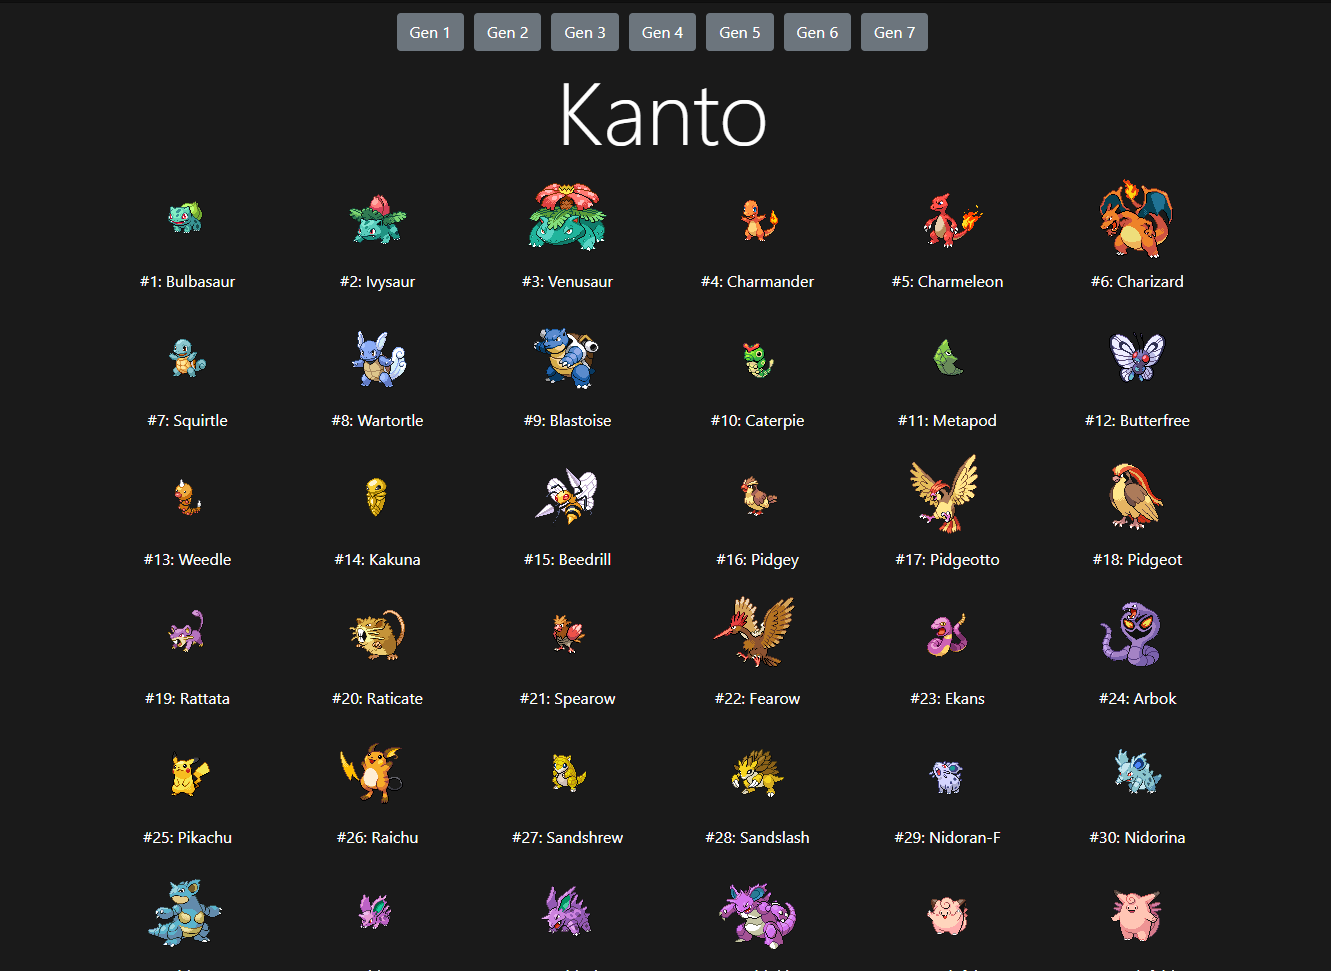 Gen 1 Gen 2 Gen 3 Gen 4 Gen 5 Gen 6 Gen 7
Kanto
#1: Bulbasaur #2: Ivysaur #3: Venusaur #4: Charmander #5: Charmeleon #6: Charizard
#7: Squirtle #8: Wartortle #9: Blastoise #10: Caterpie #11: Metapod #12: Butterfree
#13: Weedle #14: Kakuna #15: Beedrill #16: Pidgey #17: Pidgeotto #18: Pidgeot
#19: Rattata #20: Raticate #21: Spearow #22: Fearow #23: Ekans #24: Arbok
#25: Pikachu #26: Raichu #27: Sandshrew #28: Sandslash #29: Nidoran-F #30: Nidorina